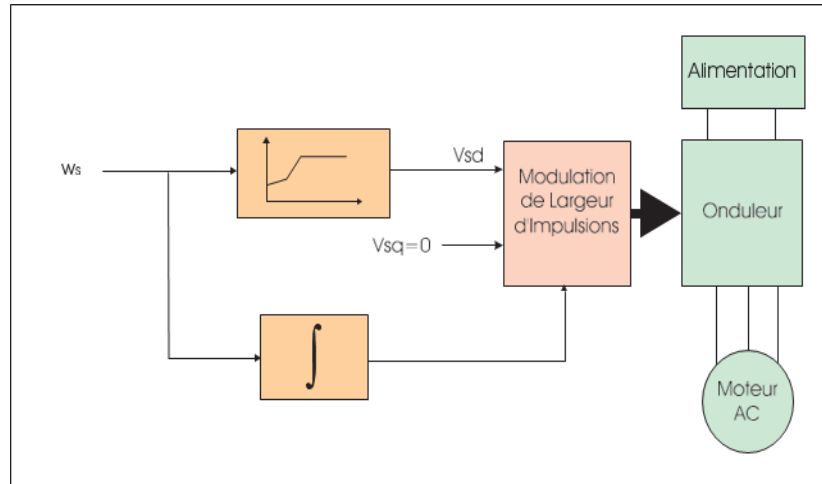 Alimentation
ws
Vsd
Modulation
de Largeur
d'Impulsions
Onduleur
Vsq=0
∫
Moteur
AC